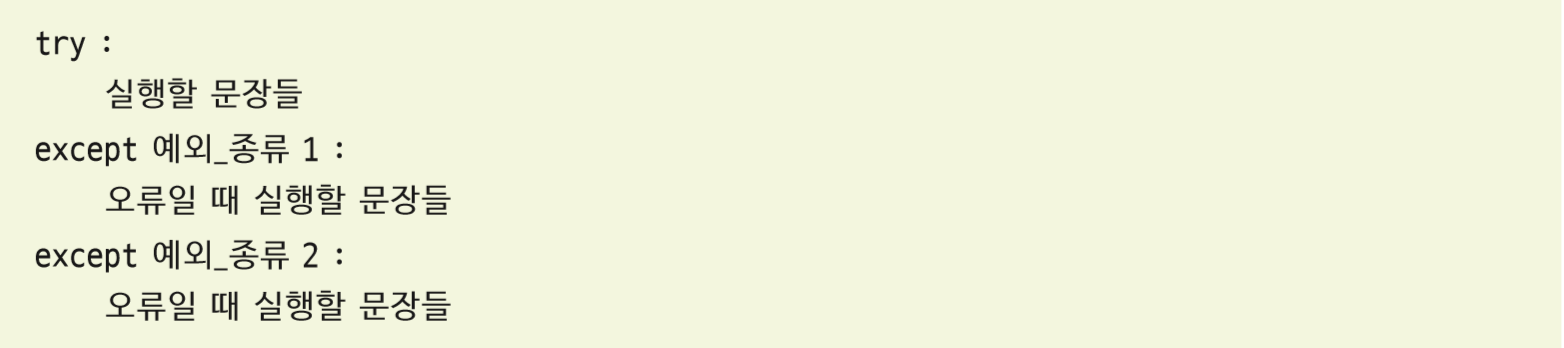 try :
실행할 문장들
except 예외_종류 1 :
오류일 때 실행할 문장들
except 예외_종류 2 :
오류일 때 실행할 문장들